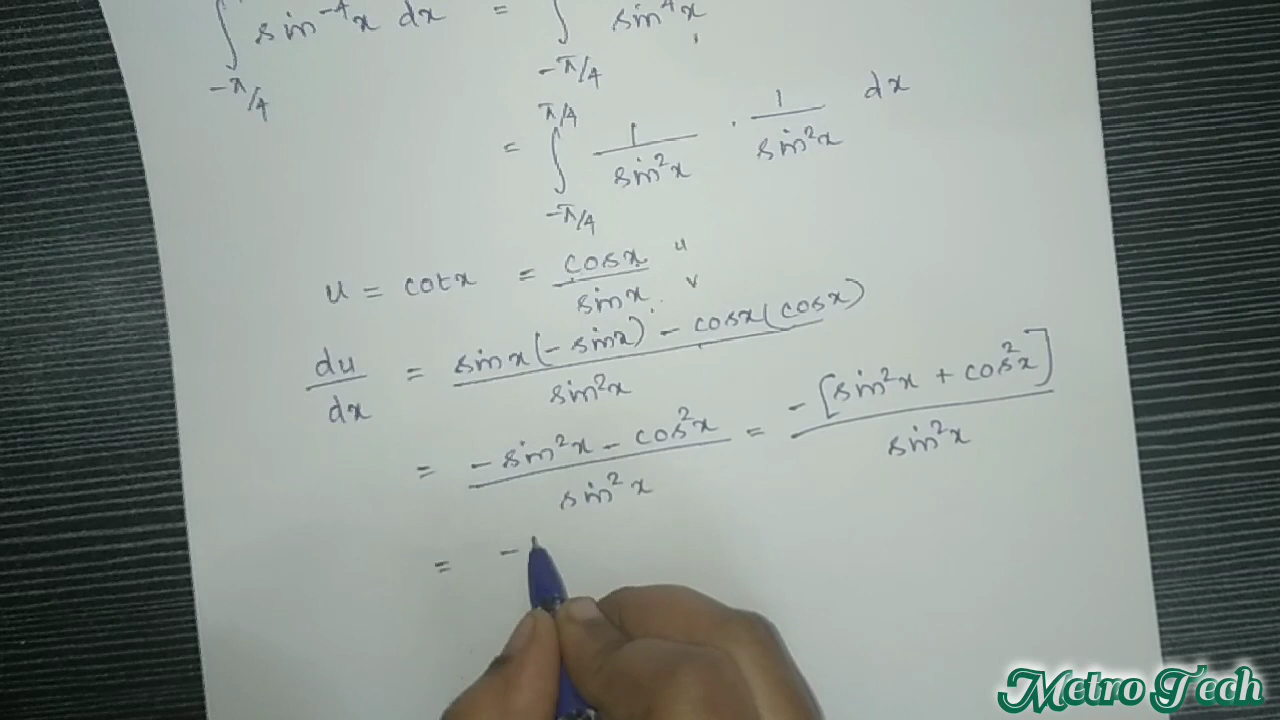 ∫ sin⁻⁴x dx = ∫ sin⁴x
-π/4 -π/4
π/4
= ∫ 1/sin²x · 1/sin²x dx
-π/4
u = cotx = cosx/sinx u v
du/dx = sinx(-sinx) - cosx(cosx) / sin²x
= -sin²x - cos²x / sin²x = -[sin²x + cos²x] / sin²x
= -
Metro Tech